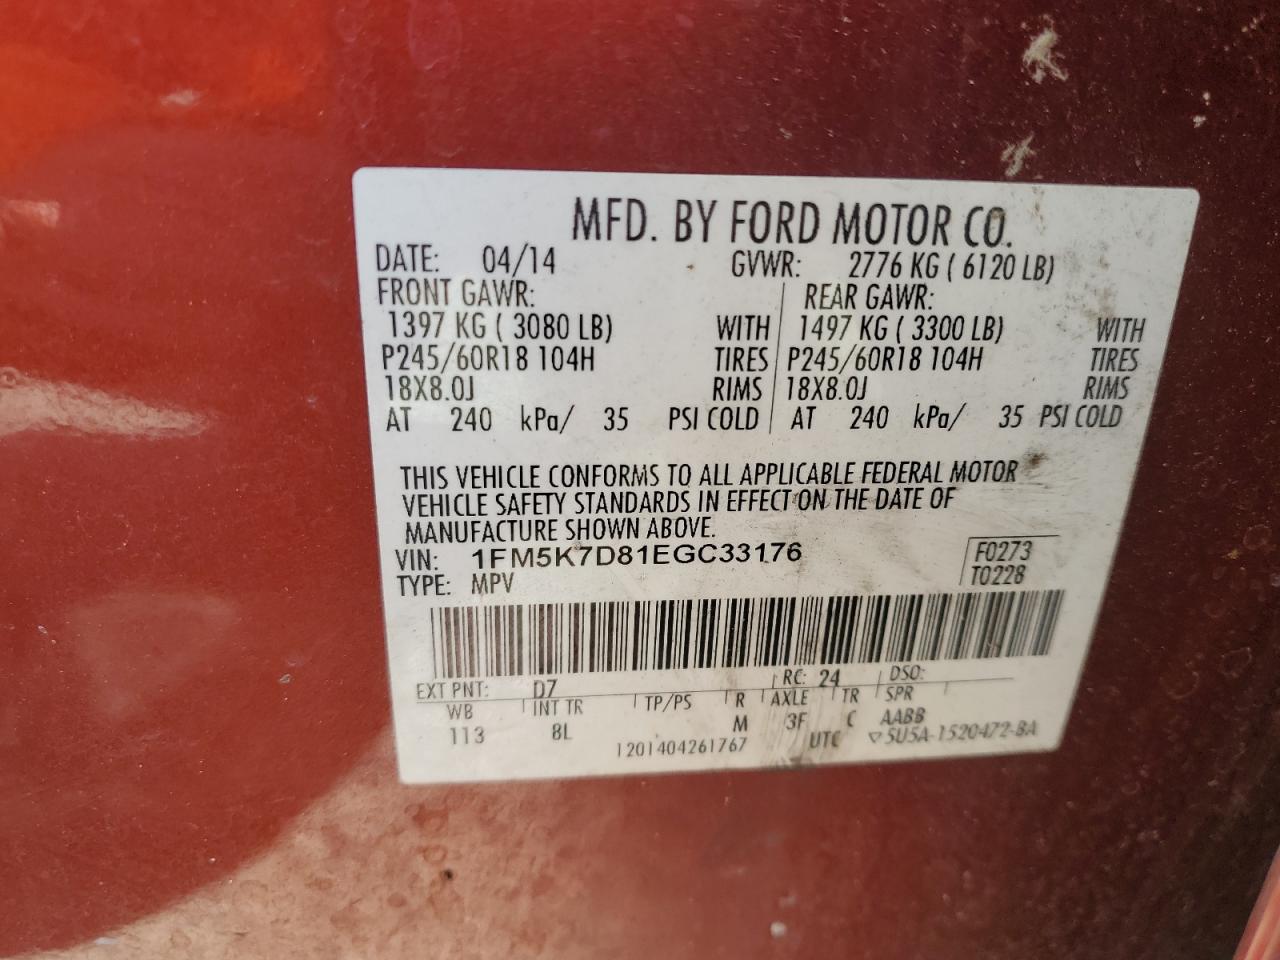 MFD. BY FORD MOTOR CO.
DATE: 04/14 GVWR: 2776 KG ( 6120 LB)
FRONT GAWR: REAR GAWR:
1397 KG ( 3080 LB) WITH 1497 KG ( 3300 LB) WITH
P245/60R18 104H TIRES P245/60R18 104H TIRES
18X8.0J RIMS 18X8.0J RIMS
AT 240 kPa/ 35 PSI COLD AT 240 kPa/ 35 PSI COLD
THIS VEHICLE CONFORMS TO ALL APPLICABLE FEDERAL MOTOR
VEHICLE SAFETY STANDARDS IN EFFECT ON THE DATE OF
MANUFACTURE SHOWN ABOVE.
VIN: 1FM5K7D81EGC33176 F0273
TYPE: MPV T0228
EXT PNT: D7 RC: 24 DSO:
WB INT TR TP/PS R AXLE TR SPR
113 8L M 3F C AABB
1201404261767 UTC ▽5U5A-1520472-BA